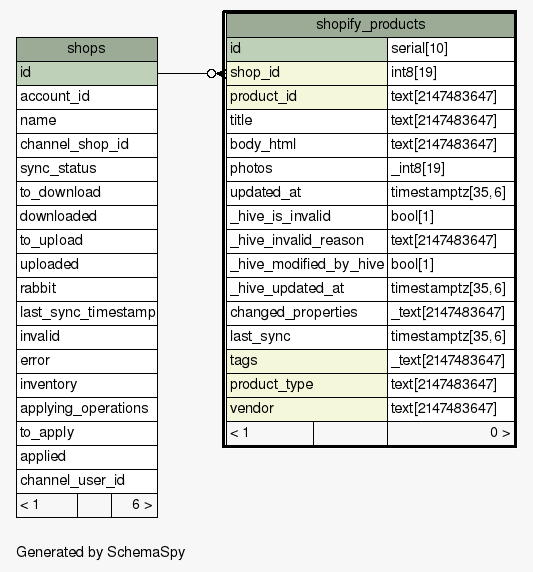 shops
id
account_id
name
channel_shop_id
sync_status
to_download
downloaded
to_upload
uploaded
rabbit
last_sync_timestamp
invalid
error
inventory
applying_operations
to_apply
applied
channel_user_id
< 1 6 >
shopify_products
id serial[10]
shop_id int8[19]
product_id text[2147483647]
title text[2147483647]
body_html text[2147483647]
photos _int8[19]
updated_at timestamptz[35,6]
_hive_is_invalid bool[1]
_hive_invalid_reason text[2147483647]
_hive_modified_by_hive bool[1]
_hive_updated_at timestamptz[35,6]
changed_properties _text[2147483647]
last_sync timestamptz[35,6]
tags _text[2147483647]
product_type text[2147483647]
vendor text[2147483647]
< 1 0 >
Generated by SchemaSpy